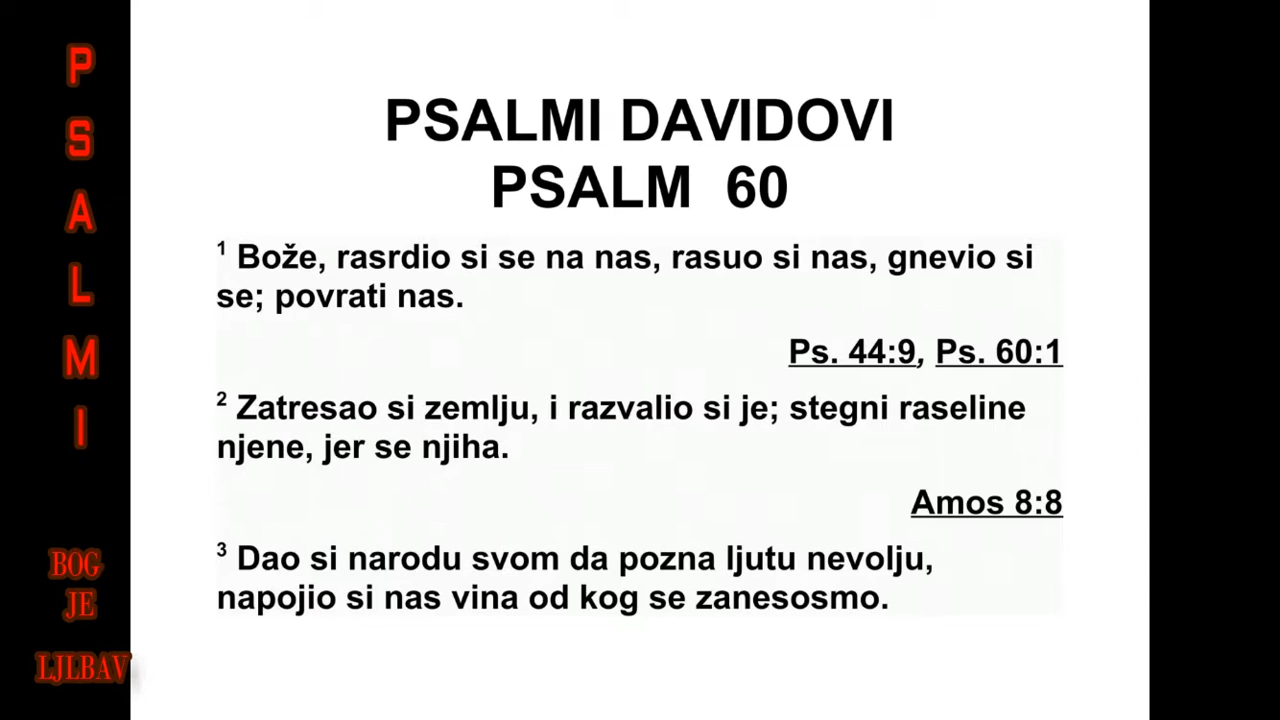 P
S
A
L
M
I
BOG
JE
LJLBAV
PSALMI DAVIDOVI
PSALM 60
1 Bože, rasrdio si se na nas, rasuo si nas, gnevio si
se; povrati nas.
Ps. 44:9, Ps. 60:1
2 Zatresao si zemlju, i razvalio si je; stegni raseline
njene, jer se njiha.
Amos 8:8
3 Dao si narodu svom da pozna ljutu nevolju,
napojio si nas vina od kog se zanesosmo.